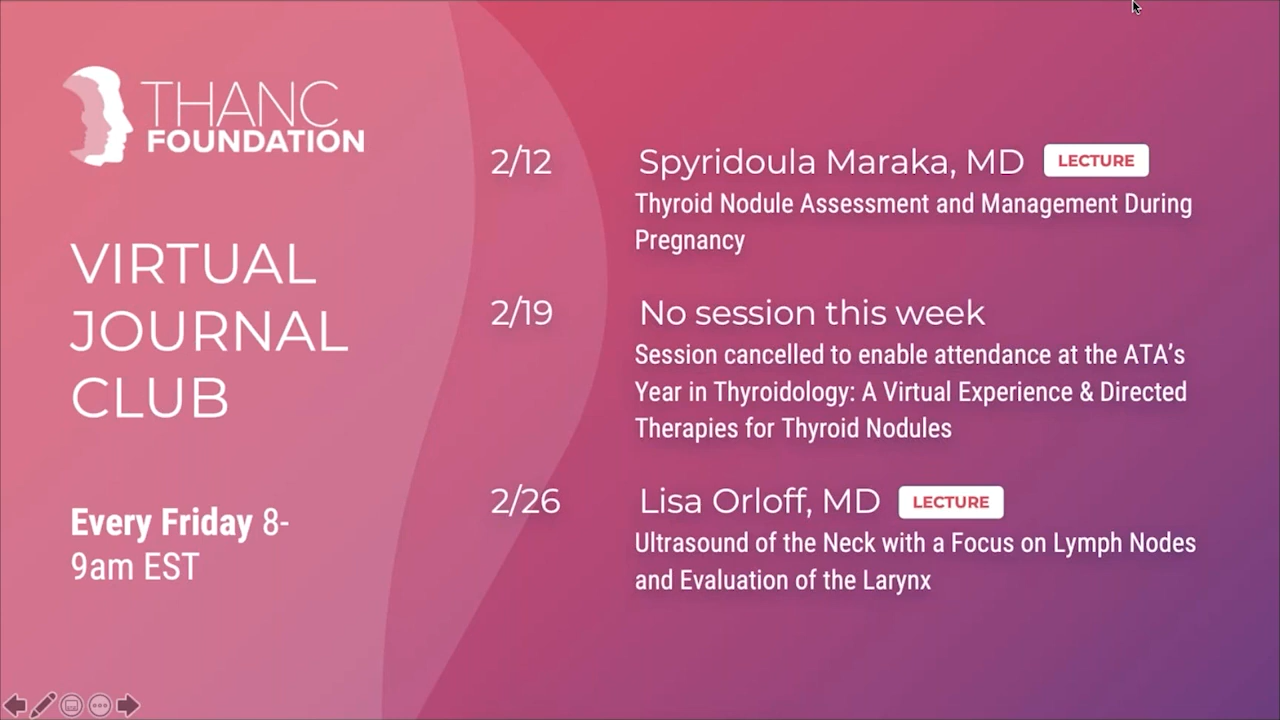 THANC
FOUNDATION
VIRTUAL
JOURNAL
CLUB
Every Friday 8-
9am EST
2/12
Spyridoula Maraka, MD
LECTURE
Thyroid Nodule Assessment and Management During
Pregnancy
2/19
No session this week
Session cancelled to enable attendance at the ATA’s
Year in Thyroidology: A Virtual Experience & Directed
Therapies for Thyroid Nodules
2/26
Lisa Orloff, MD
LECTURE
Ultrasound of the Neck with a Focus on Lymph Nodes
and Evaluation of the Larynx